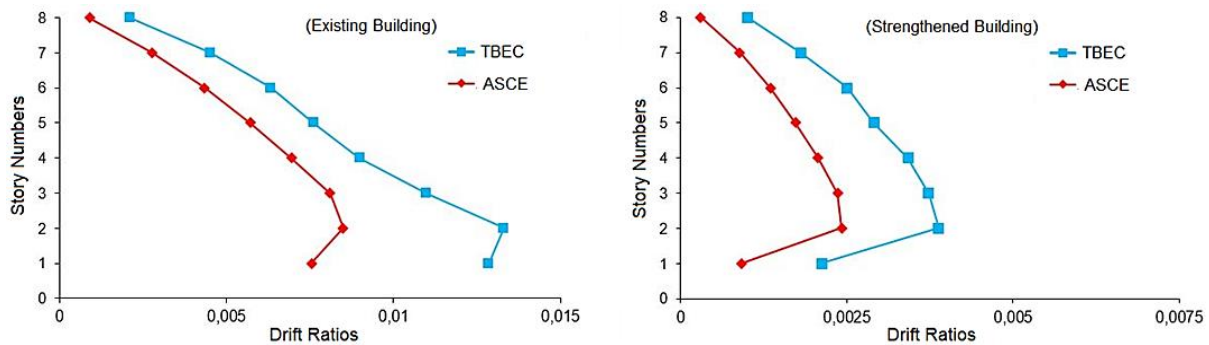 (Existing Building)
TBEC
ASCE
Story Numbers
8
7
6
5
4
3
2
1
0
0
0,005
0,01
0,015
Drift Ratios
(Strengthened Building)
TBEC
ASCE
Story Numbers
8
7
6
5
4
3
2
1
0
0
0,0025
0,005
0,0075
Drift Ratios